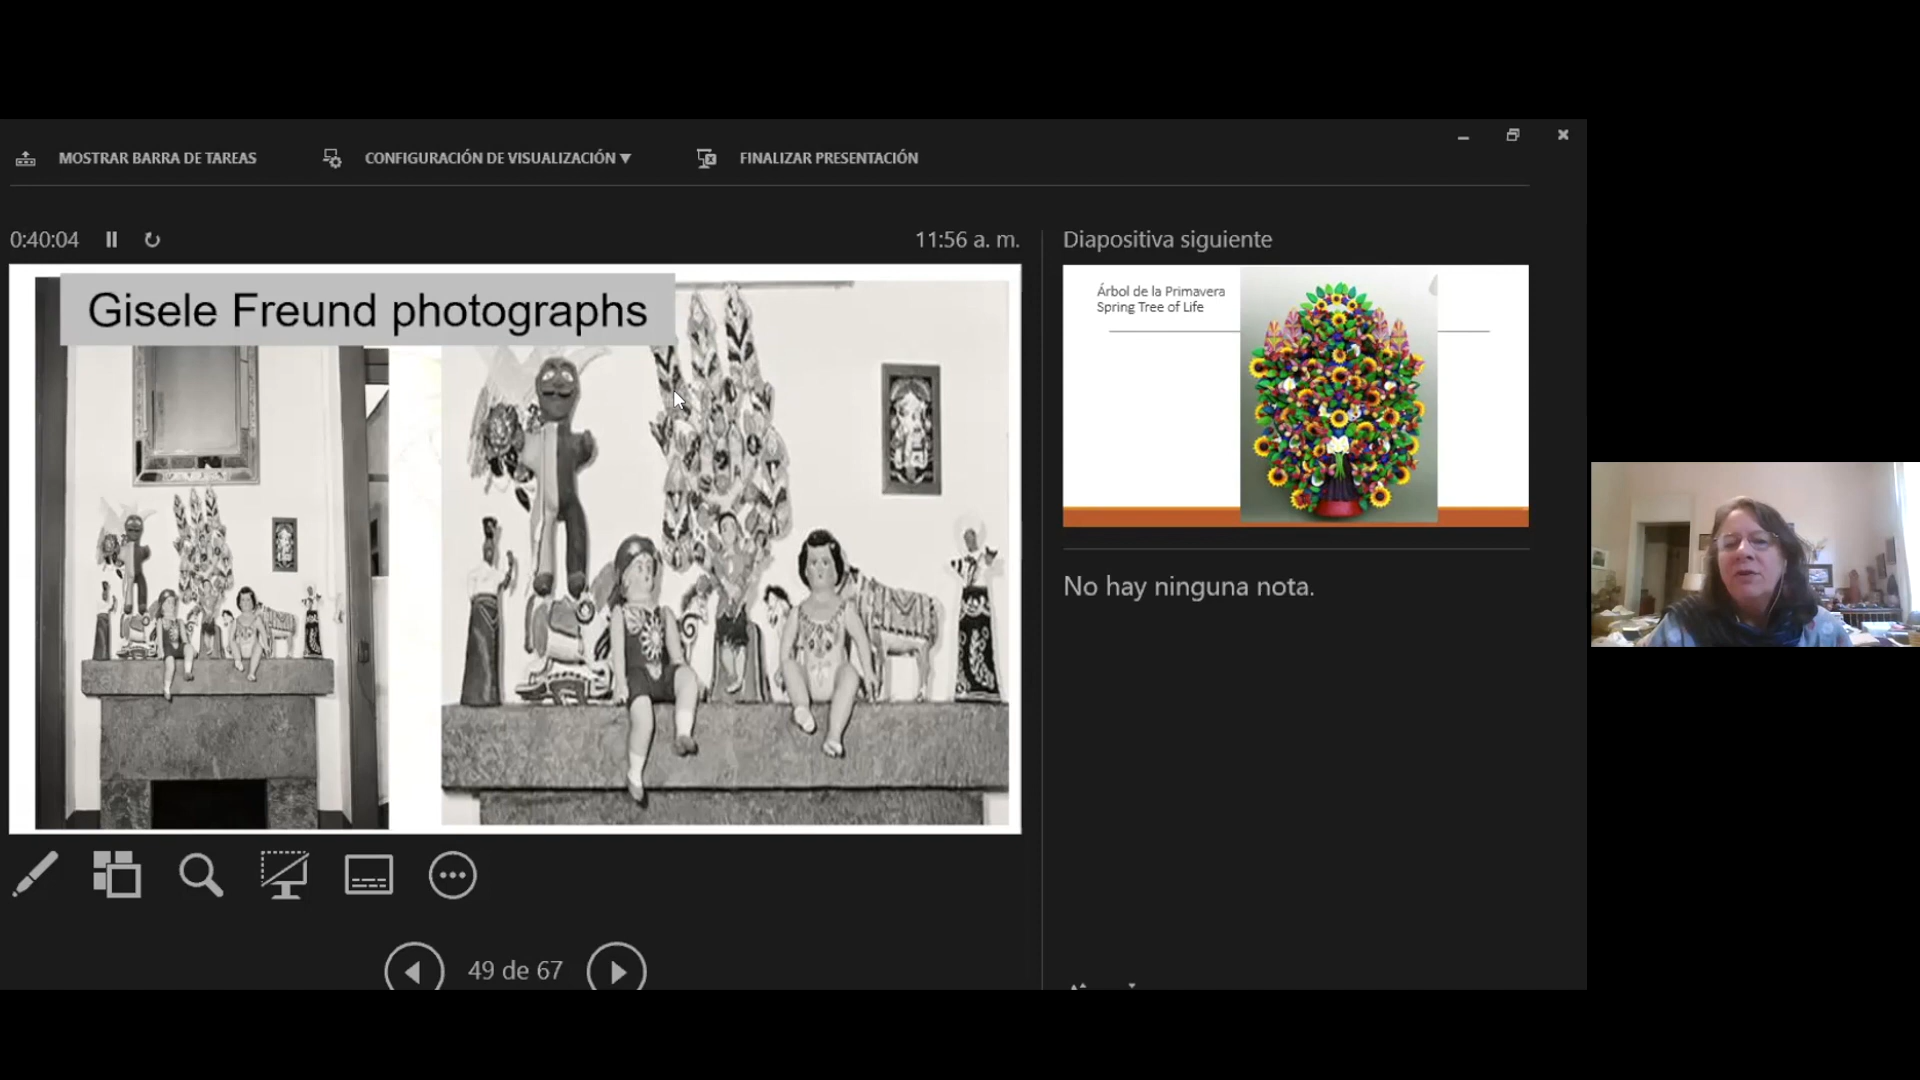 MOSTRAR BARRA DE TAREAS
CONFIGURACIÓN DE VISUALIZACIÓN ▼
FINALIZAR PRESENTACIÓN
0:40:04
11:56 a. m.
Gisele Freund photographs
Diapositiva siguiente
Árbol de la Primavera
Spring Tree of Life
No hay ninguna nota.
49 de 67